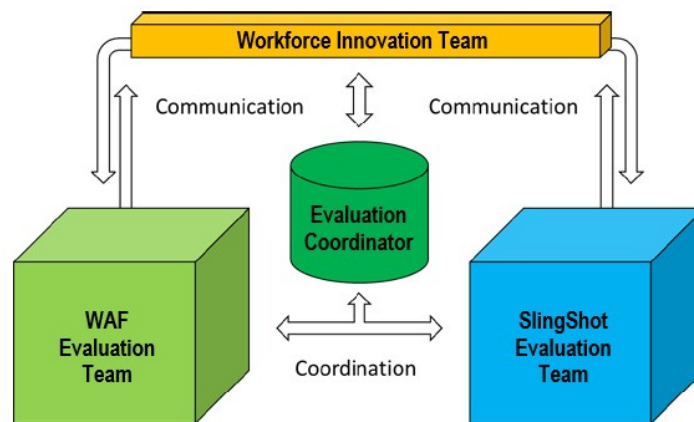 Workforce Innovation Team
Communication
Communication
Evaluation
Coordinator
WAF
Evaluation
Team
SlingShot
Evaluation
Team
Coordination